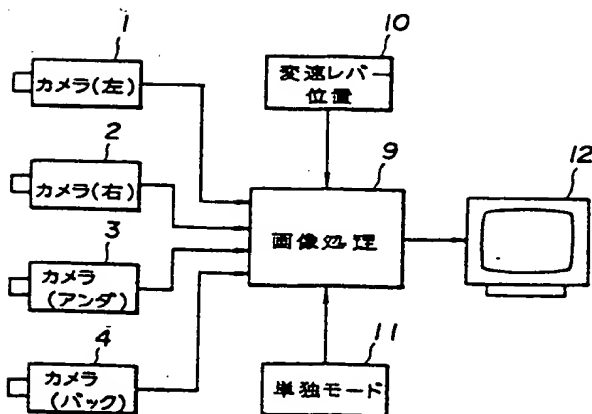 1
カメラ(左)
2
カメラ(右)
3
カメラ
(アンダ)
4
カメラ
(バック)
10
変速レバー
位置
9
画像処理
11
単独モード
12